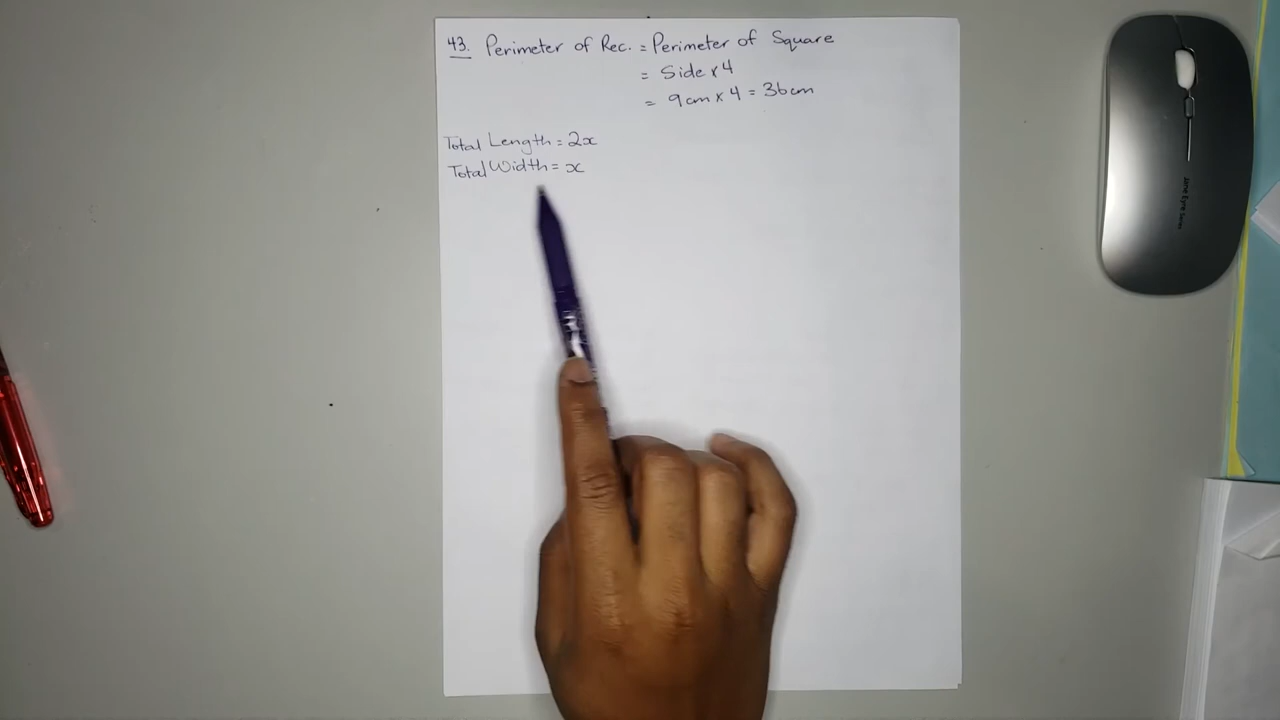 43. Perimeter of Rec. = Perimeter of Square
= Side x 4
= 9cm x 4 = 36cm
Total Length = 2x
Total Width = x